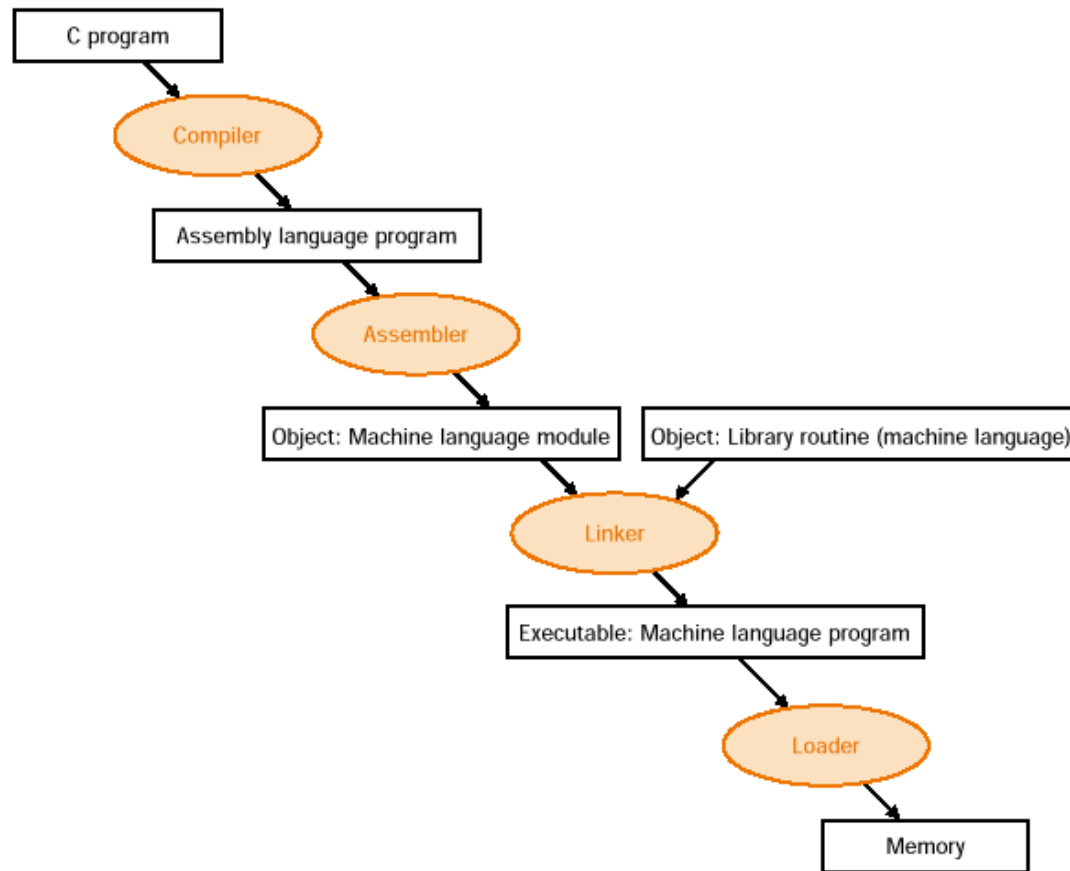 C program
Compiler
Assembly language program
Assembler
Object: Machine language module
Object: Library routine (machine language)
Linker
Executable: Machine language program
Loader
Memory